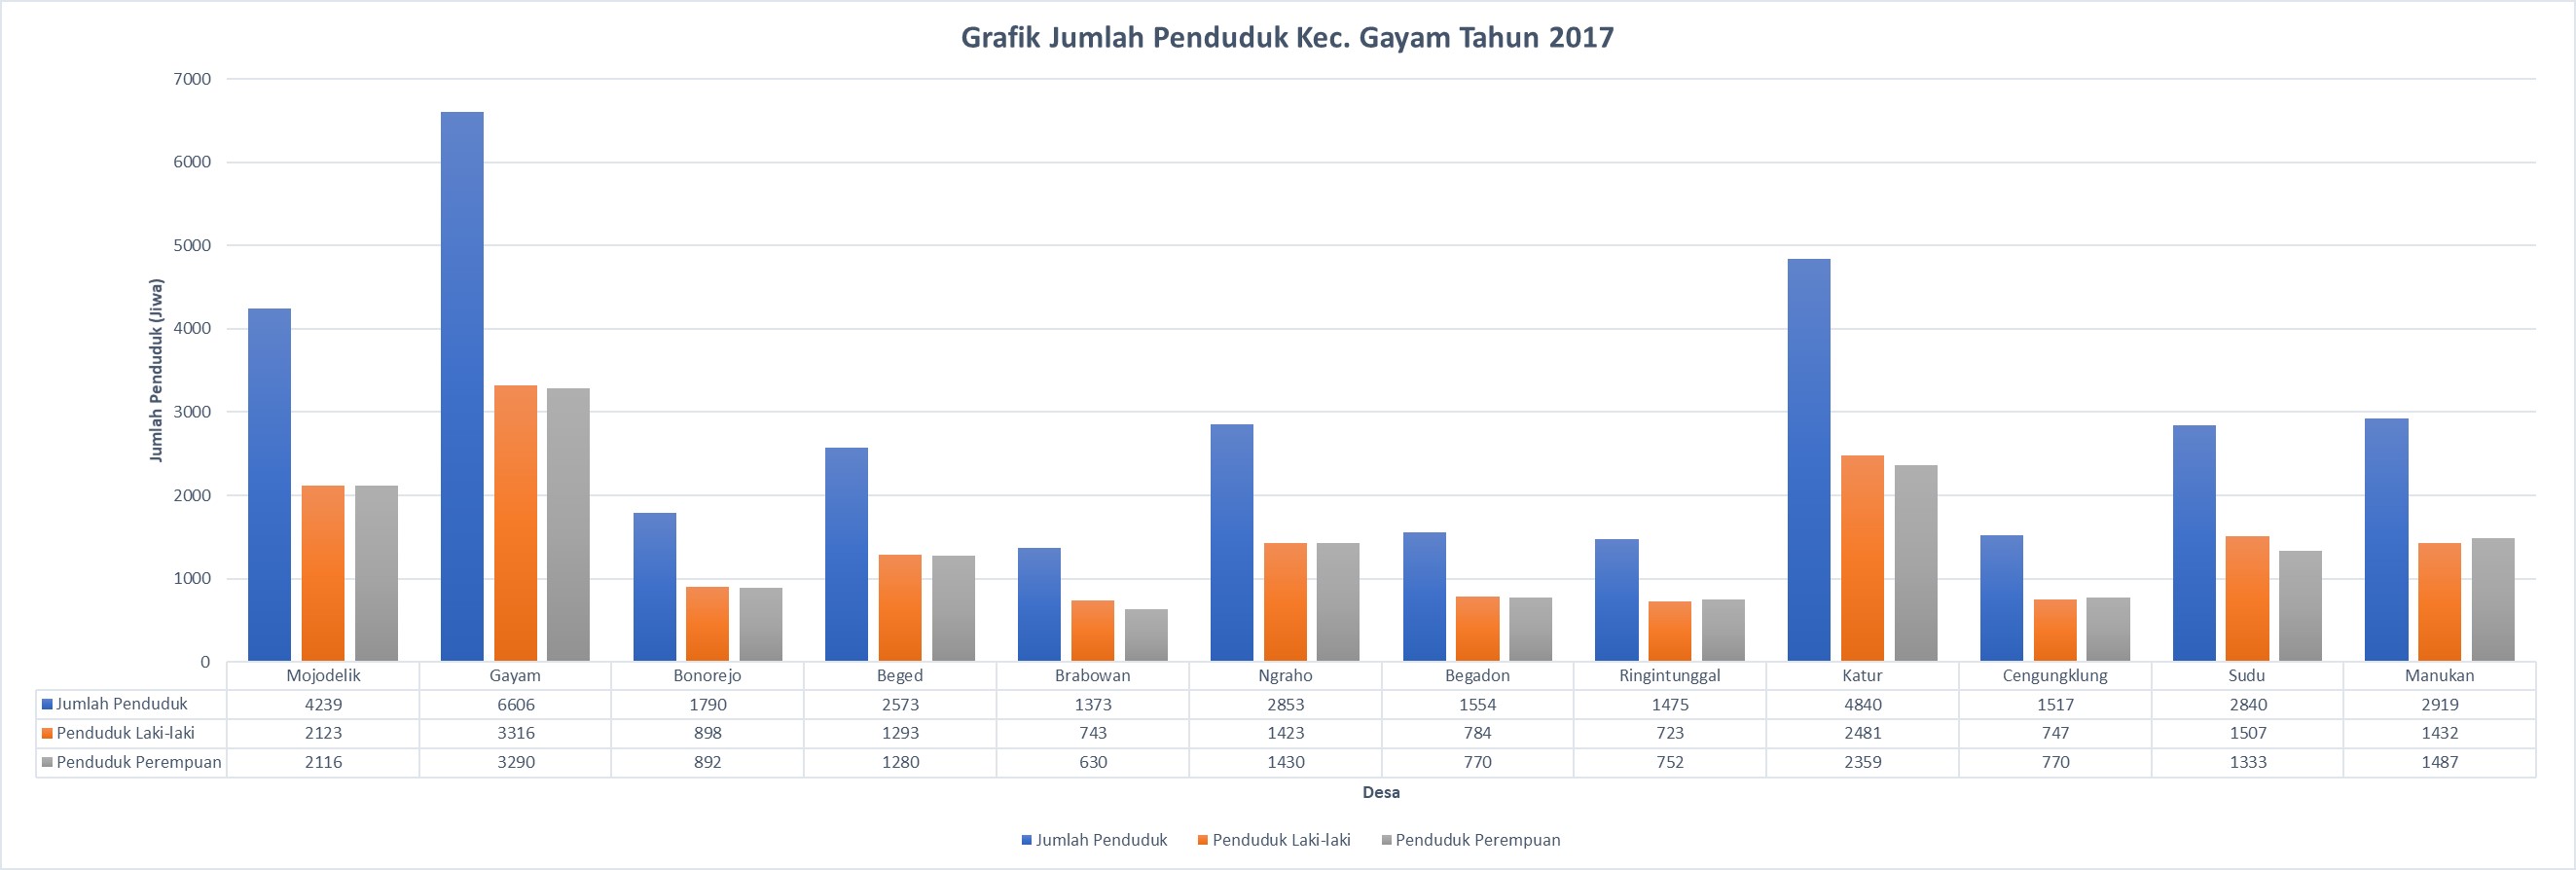 Grafik Jumlah Penduduk Kec. Gayam Tahun 2017
7000
6000
5000
4000
3000
2000
1000
0
Jumlah Penduduk (Jiwa)
Mojodelik Gayam Bonorejo Beged Brabowan Ngraho Begadon Ringintunggal Katur Cengungklung Sudu Manukan
Jumlah Penduduk 4239 6606 1790 2573 1373 2853 1554 1475 4840 1517 2840 2919
Penduduk Laki-laki 2123 3316 898 1293 743 1423 784 723 2481 747 1507 1432
Penduduk Perempuan 2116 3290 892 1280 630 1430 770 752 2359 770 1333 1487
Desa
Jumlah Penduduk Penduduk Laki-laki Penduduk Perempuan